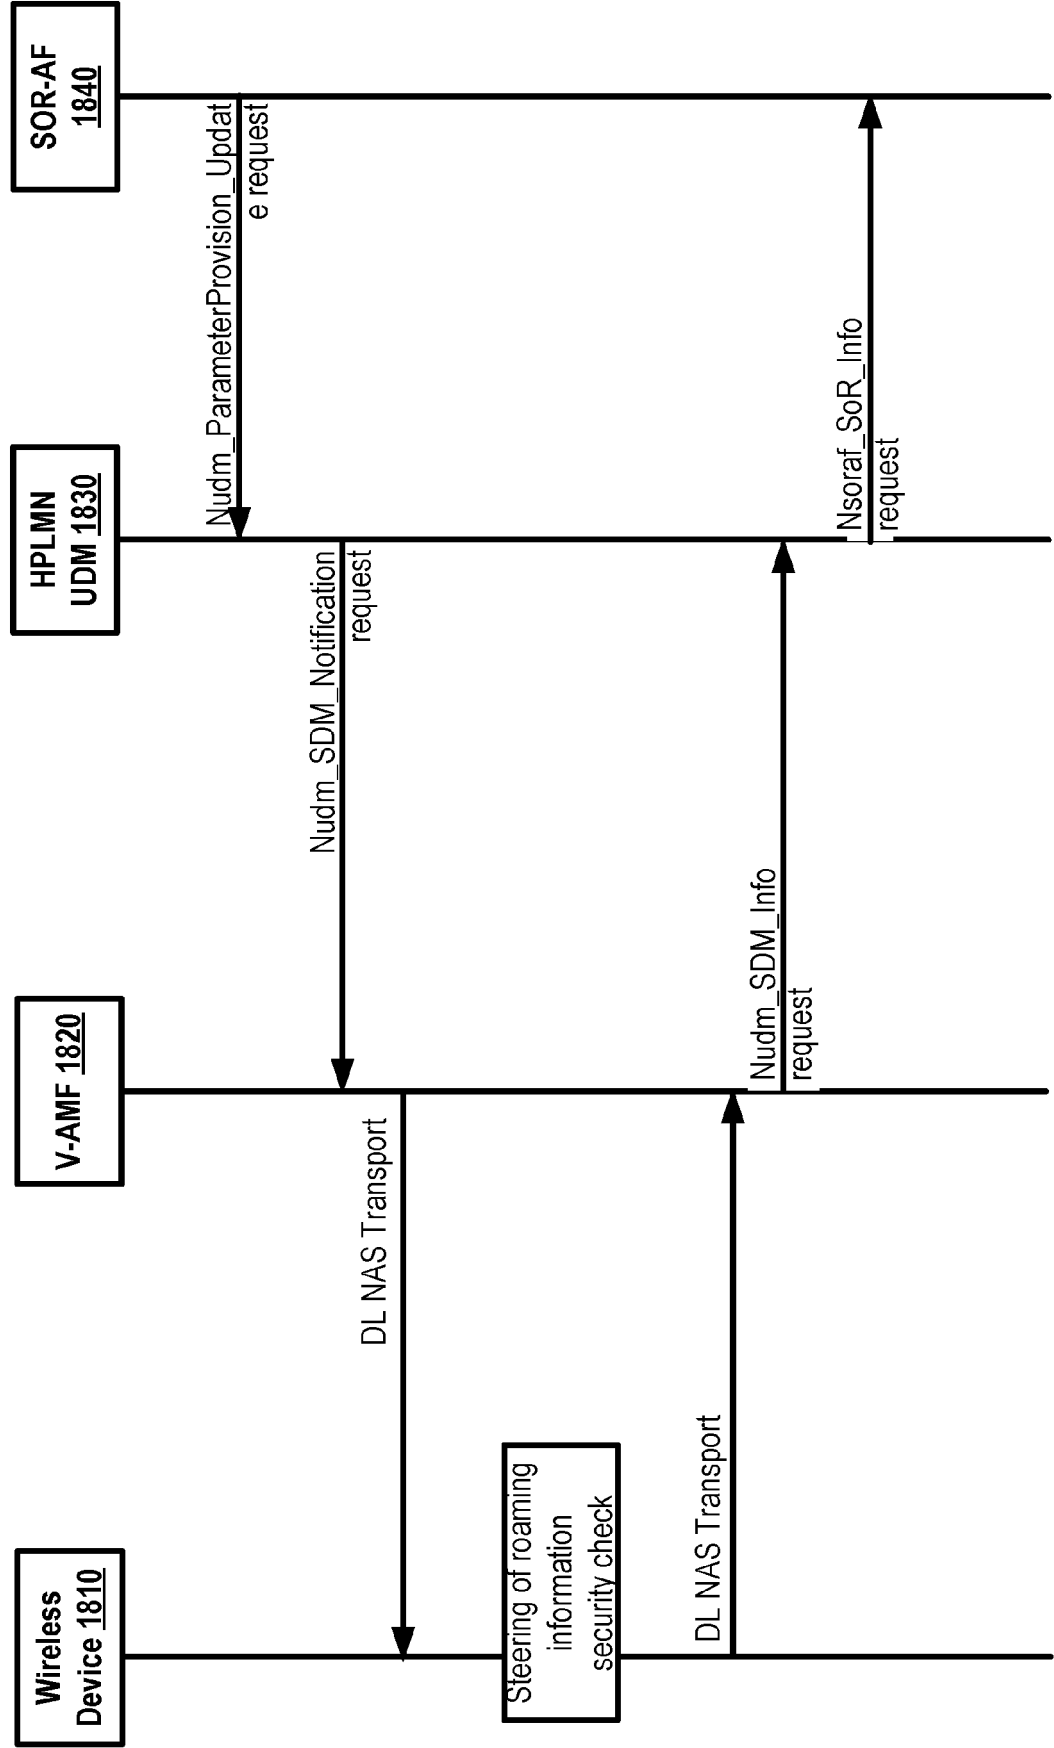 Wireless
Device 1810
V-AMF 1820
HPLMN
UDM 1830
SOR-AF
1840
Nudm_ParameterProvision_Updat
e request
Nudm_SDM_Notification
request
DL NAS Transport
Steering of roaming
information
security check
DL NAS Transport
Nudm_SDM_Info
request
Nsoraf_SoR_Info
request